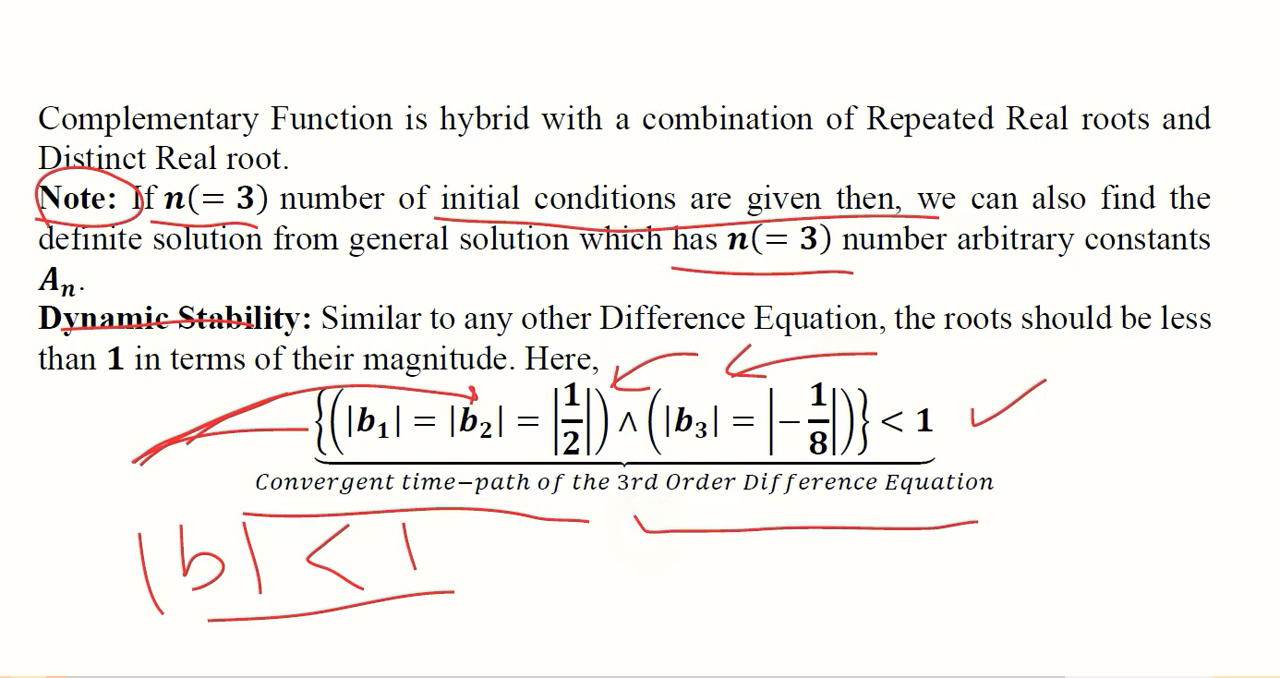 Complementary Function is hybrid with a combination of Repeated Real roots and
Distinct Real root.
Note: If n(= 3) number of initial conditions are given then, we can also find the
definite solution from general solution which has n(= 3) number arbitrary constants
Aₙ.
Dynamic Stability: Similar to any other Difference Equation, the roots should be less
than 1 in terms of their magnitude. Here,
{(|b₁| = |b₂| = |1/2|) ∧ (|b₃| = |−1/8|)} < 1
Convergent time−path of the 3rd Order Difference Equation
|b| < 1